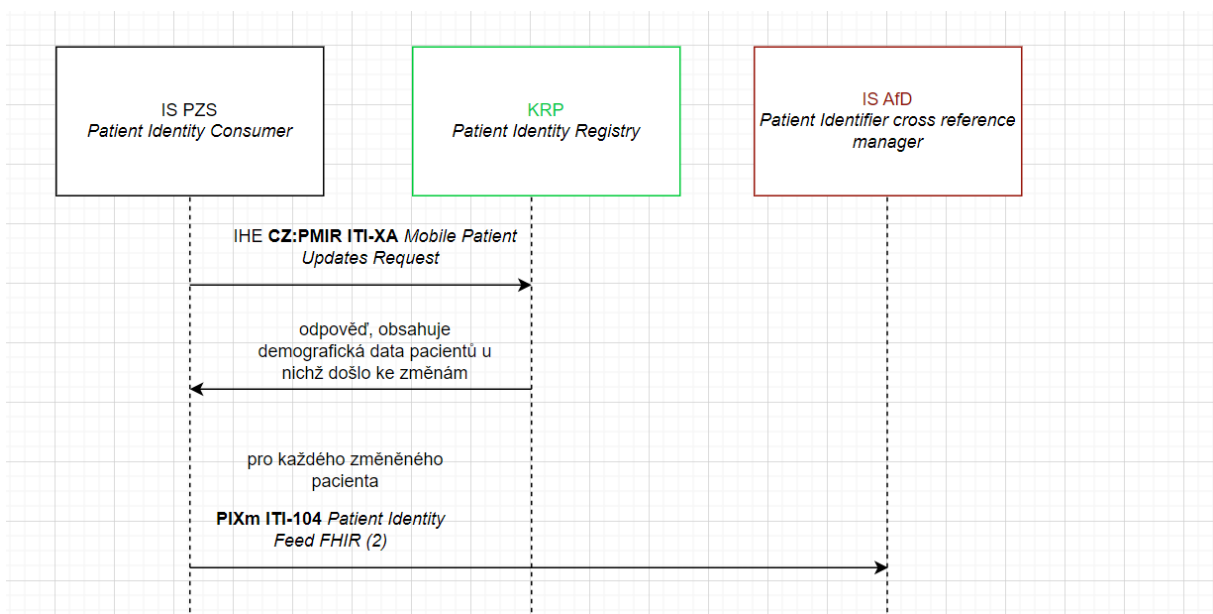 IS PZS
Patient Identity Consumer
KRP
Patient Identity Registry
IS AfD
Patient Identifier cross reference
manager
IHE CZ:PMIR ITI-XA Mobile Patient
Updates Request
odpověď, obsahuje
demografická data pacientů u
nichž došlo ke změnám
pro každého změněného
pacienta
PIXm ITI-104 Patient Identity
Feed FHIR (2)